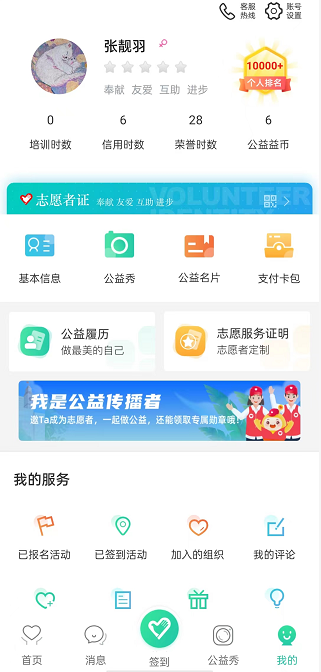 客服
热线
账号
设置
张靓羽
奉献 友爱 互助 进步
10000+
个人排名
0 6 28 6
培训时数 信用时数 荣誉时数 公益益币
志愿者证 奉献 友爱 互助 进步
VOLUNTEER
IDENTITY
基本信息 公益秀 公益名片 支付卡包
公益履历
做最美的自己
志愿服务证明
志愿者定制
我是公益传播者
邀Ta成为志愿者，一起做公益，还能领取专属勋章哦！
我的服务
已报名活动 已签到活动 加入的组织 我的评论
首页 消息 签到 公益秀 我的